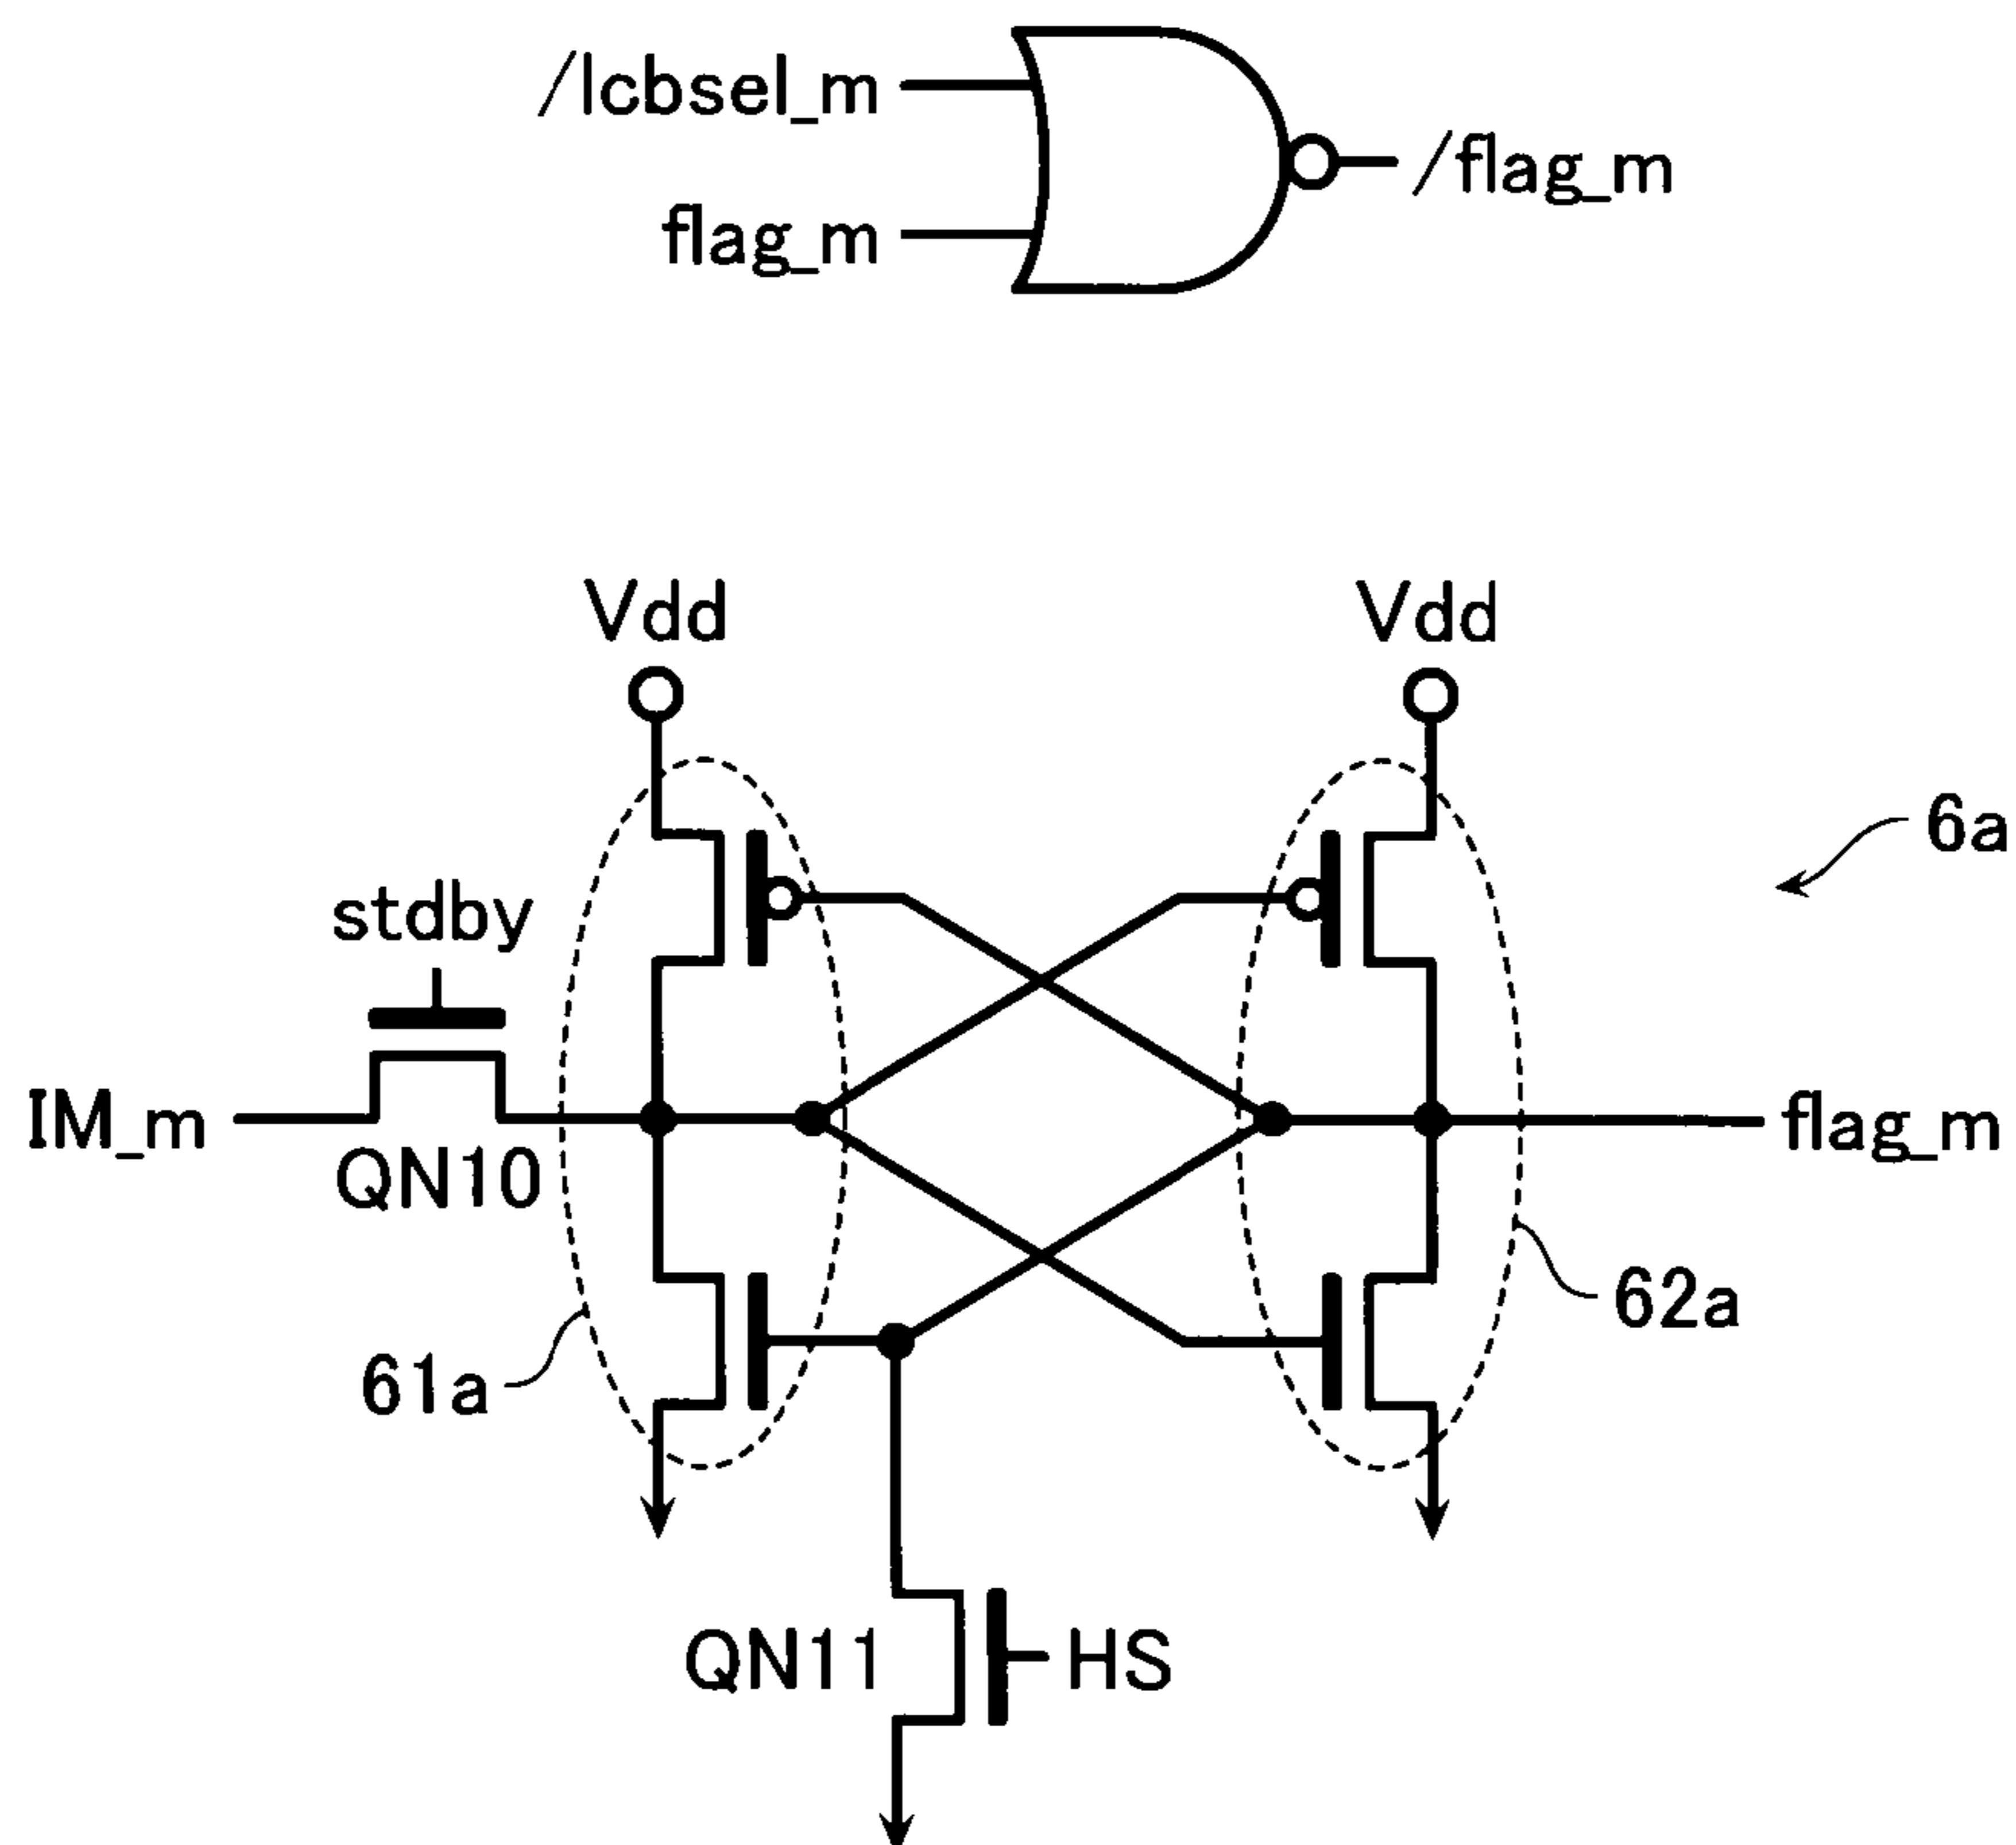 /lcbsel_m
/flag_m
flag_m
Vdd
Vdd
6a
stdby
IM_m
flag_m
QN10
62a
61a
QN11
HS